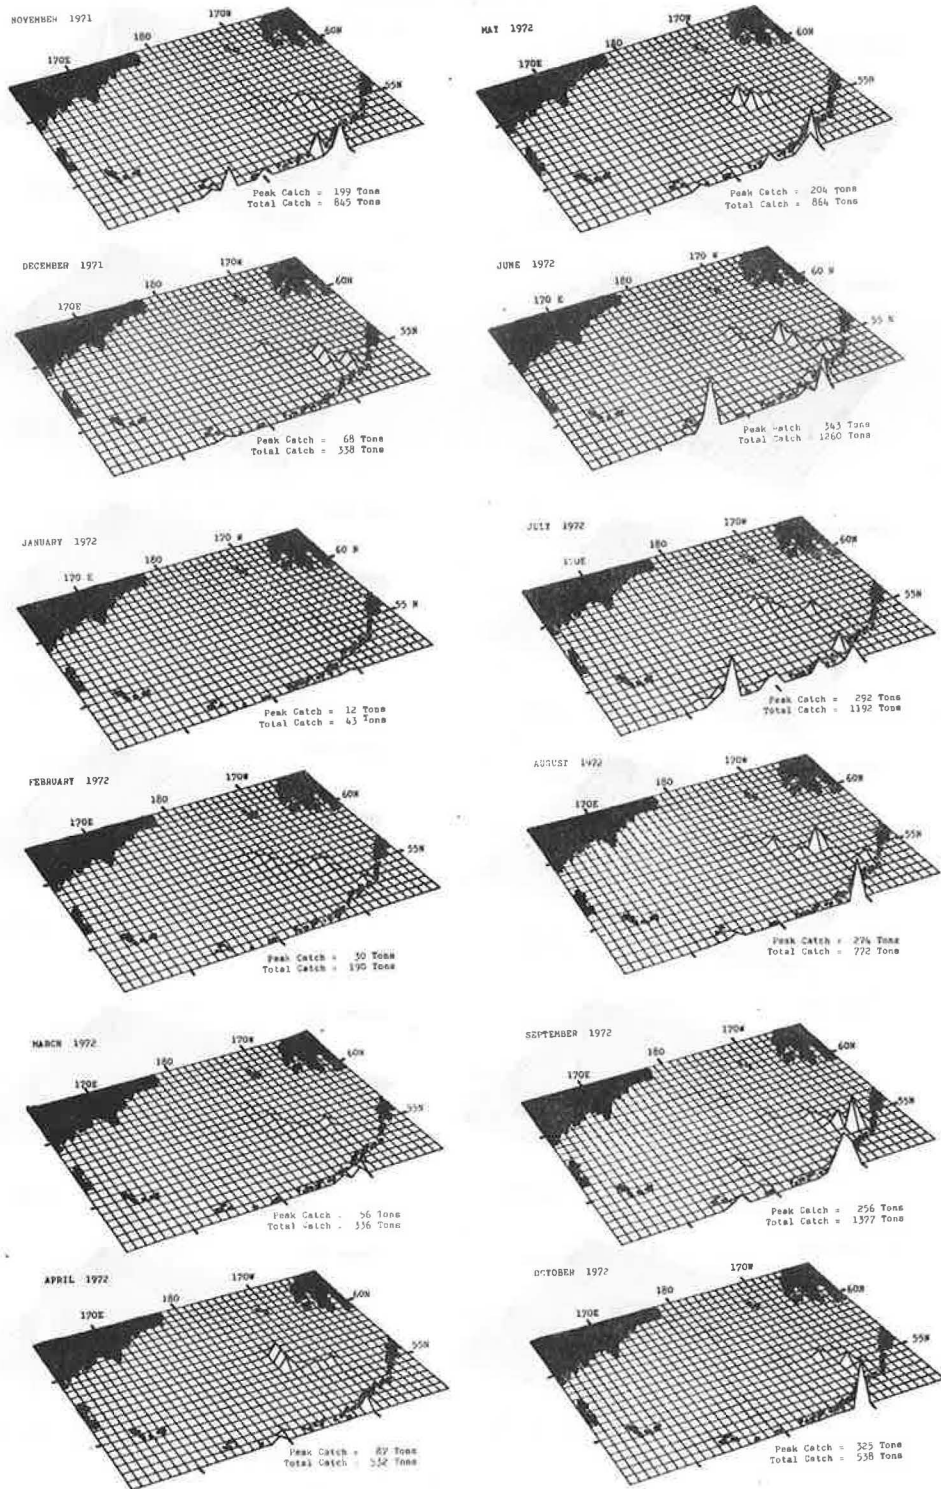 NOVEMBER 1971
170W
180
170E
60N
55N
Peak Catch = 199 Tons
Total Catch = 845 Tons
DECEMBER 1971
170W
180
170E
60N
55N
Peak Catch = 68 Tons
Total Catch = 338 Tons
JANUARY 1972
170 W
180
170 E
60 N
55 N
Peak Catch = 12 Tons
Total Catch = 43 Tons
FEBRUARY 1972
170W
180
170E
60N
55N
Peak Catch = 30 Tons
Total Catch = 190 Tons
MARCH 1972
170W
180
170E
60N
55N
Peak Catch . 56 Tons
Total Catch . 336 Tons
APRIL 1972
170W
180
170E
60N
55N
Peak Catch = 87 Tons
Total Catch = 532 Tons
MAY 1972
170W
180
170E
60N
55N
Peak Catch = 204 Tons
Total Catch = 864 Tons
JUNE 1972
170 W
180
170 E
60 N
55 N
Peak Catch 343 Tons
Total Catch 1260 Tons
JULY 1972
170W
180
170E
60N
55N
Peak Catch = 292 Tons
Total Catch = 1192 Tons
AUGUST 1972
170W
180
170E
60N
55N
Peak Catch = 274 Tons
Total Catch = 772 Tons
SEPTEMBER 1972
170W
180
170E
60N
55N
Peak Catch = 256 Tons
Total Catch = 1377 Tons
OCTOBER 1972
170W
180
170E
60N
55N
Peak Catch = 325 Tons
Total Catch = 538 Tons